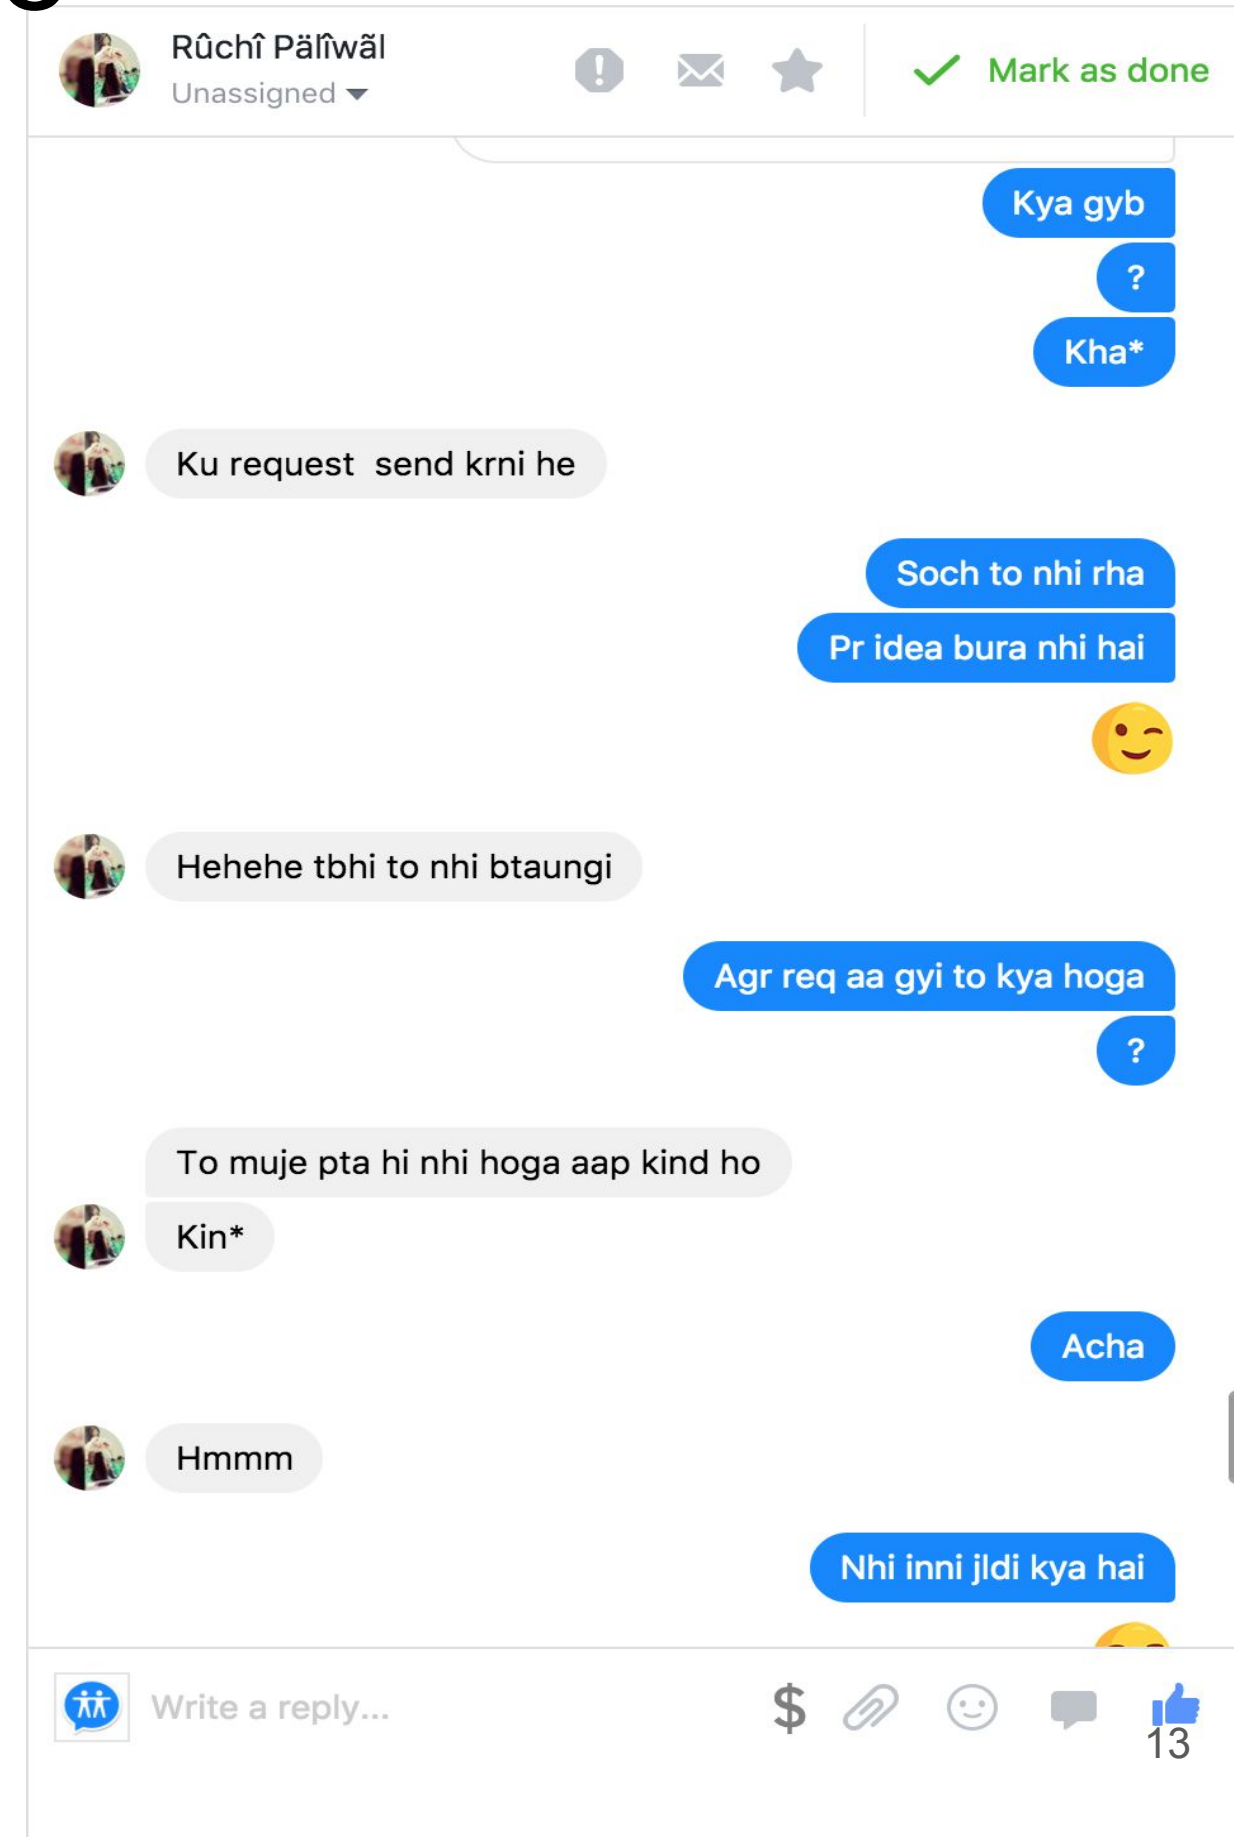 Rûchî Pälîwãl
Unassigned
Mark as done
Kya gyb
?
Kha*
Ku request  send krni he
Soch to nhi rha
Pr idea bura nhi hai
Hehehe tbhi to nhi btaungi
Agr req aa gyi to kya hoga
?
To muje pta hi nhi hoga aap kind ho
Kin*
Acha
Hmmm
Nhi inni jldi kya hai
Write a reply...
$
13